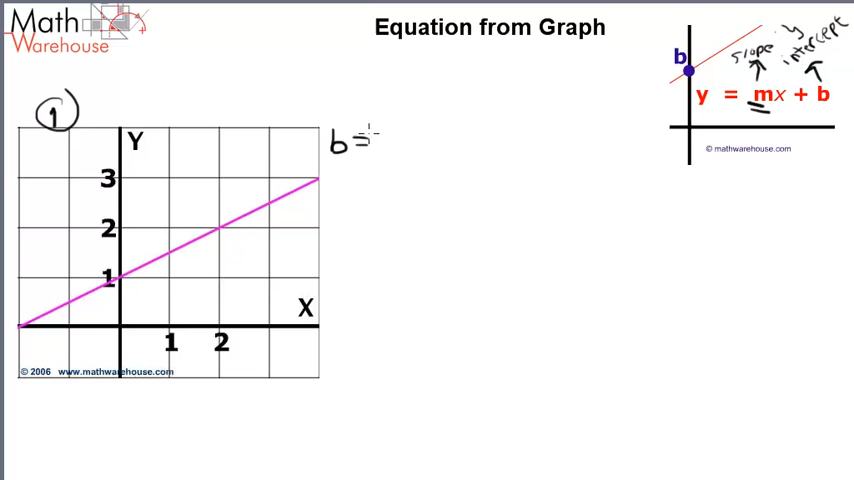 Math
Warehouse
Equation from Graph
slope
y
intercept
b
y = mx + b
© mathwarehouse.com
1
Y
b=
3
2
1
X
1 2
© 2006 www.mathwarehouse.com